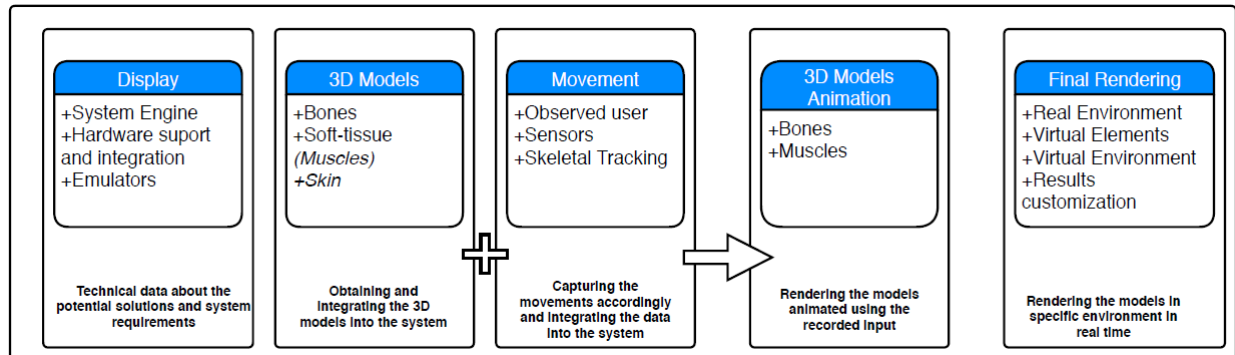 Display
+System Engine
+Hardware suport
and integration
+Emulators
Technical data about the
potential solutions and system
requirements
3D Models
+Bones
+Soft-tissue
(Muscles)
+Skin
Obtaining and
integrating the 3D
models into the system
Movement
+Observed user
+Sensors
+Skeletal Tracking
Capturing the
movements accordingly
and integrating the data
into the system
3D Models
Animation
+Bones
+Muscles
Rendering the models
animated using the
recorded input
Final Rendering
+Real Environment
+Virtual Elements
+Virtual Environment
+Results
customization
Rendering the models in
specific environment in
real time